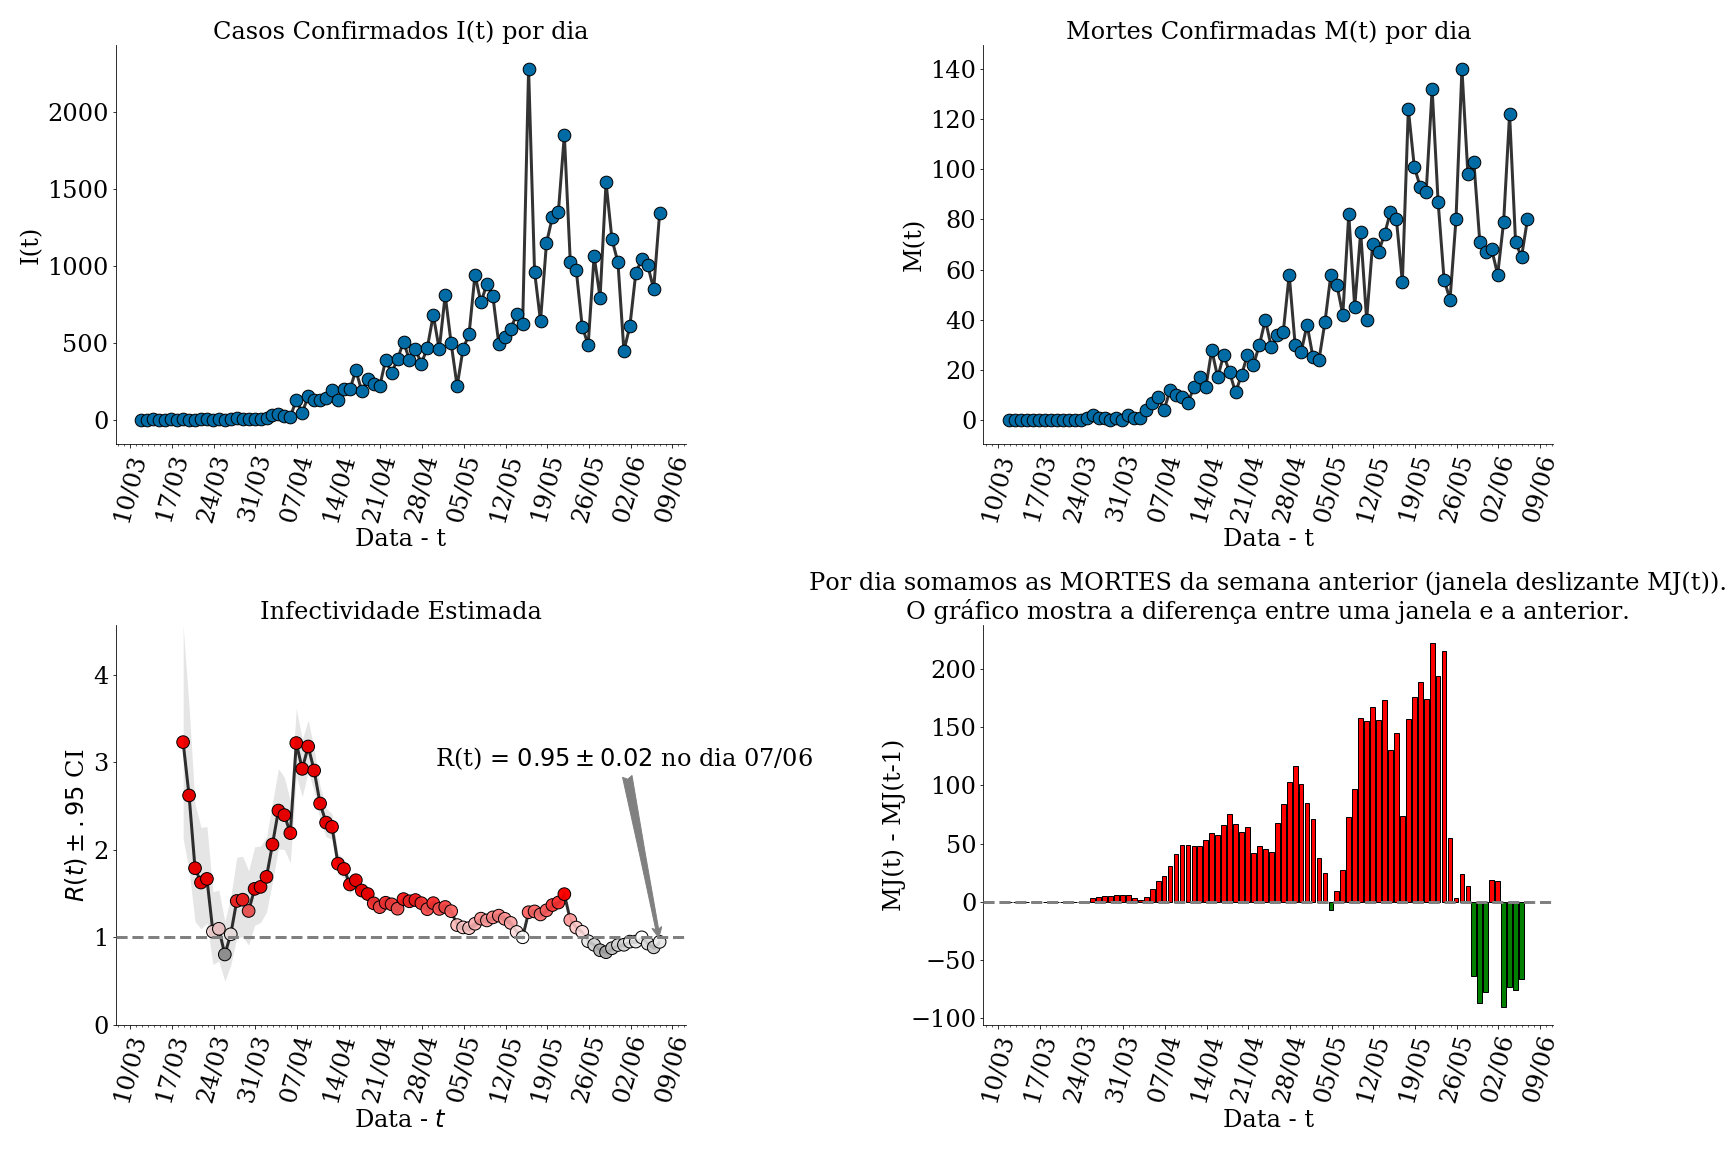 Casos Confirmados I(t) por dia
I(t)
2000
1500
1000
500
0
10/03 17/03 24/03 31/03 07/04 14/04 21/04 28/04 05/05 12/05 19/05 26/05 02/06 09/06
Data - t
Mortes Confirmadas M(t) por dia
M(t)
140
120
100
80
60
40
20
0
10/03 17/03 24/03 31/03 07/04 14/04 21/04 28/04 05/05 12/05 19/05 26/05 02/06 09/06
Data - t
Infectividade Estimada
R(t) ± .95 CI
4
3
2
1
0
R(t) = 0.95 ± 0.02 no dia 07/06
10/03 17/03 24/03 31/03 07/04 14/04 21/04 28/04 05/05 12/05 19/05 26/05 02/06 09/06
Data - t
Por dia somamos as MORTES da semana anterior (janela deslizante MJ(t)).
O gráfico mostra a diferença entre uma janela e a anterior.
MJ(t) - MJ(t-1)
200
150
100
50
0
−50
−100
10/03 17/03 24/03 31/03 07/04 14/04 21/04 28/04 05/05 12/05 19/05 26/05 02/06 09/06
Data - t